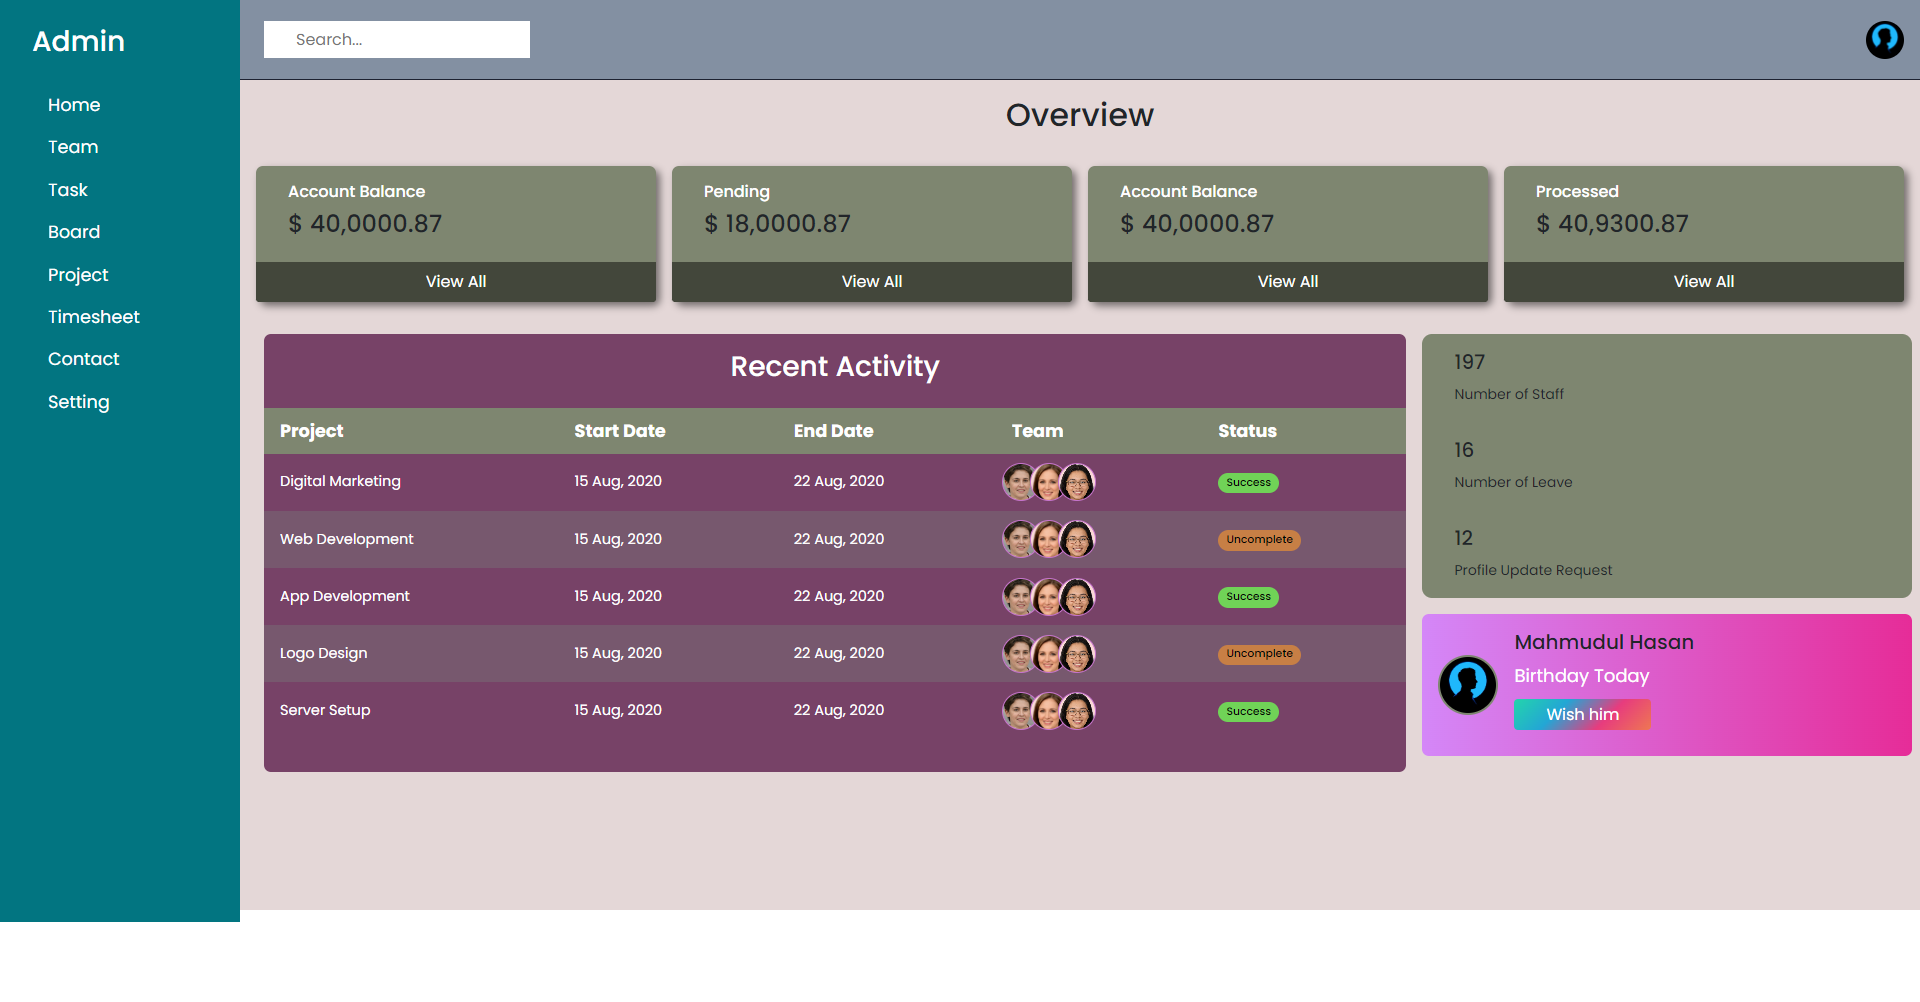 Admin
Search...
Home
Team
Task
Board
Project
Timesheet
Contact
Setting
Overview
Account Balance
$ 40,0000.87
View All
Pending
$ 18,0000.87
View All
Account Balance
$ 40,0000.87
View All
Processed
$ 40,9300.87
View All
Recent Activity
Project Start Date End Date Team Status
Digital Marketing 15 Aug, 2020 22 Aug, 2020 Success
Web Development 15 Aug, 2020 22 Aug, 2020 Uncomplete
App Development 15 Aug, 2020 22 Aug, 2020 Success
Logo Design 15 Aug, 2020 22 Aug, 2020 Uncomplete
Server Setup 15 Aug, 2020 22 Aug, 2020 Success
197
Number of Staff
16
Number of Leave
12
Profile Update Request
Mahmudul Hasan
Birthday Today
Wish him